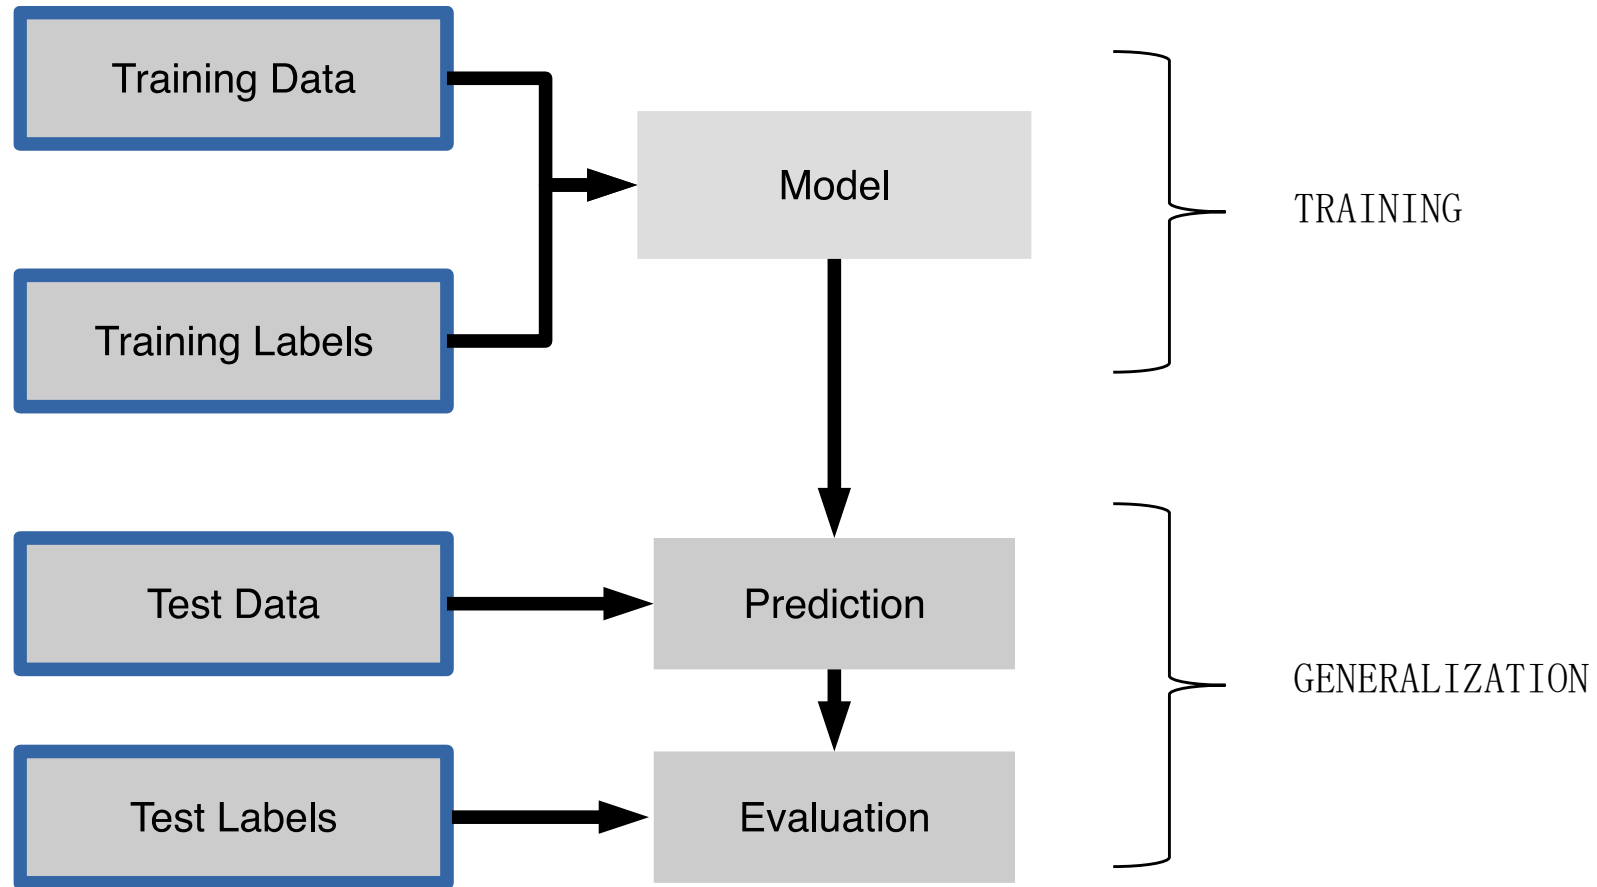 Training Data
Model
TRAINING
Training Labels
Test Data
Prediction
GENERALIZATION
Test Labels
Evaluation